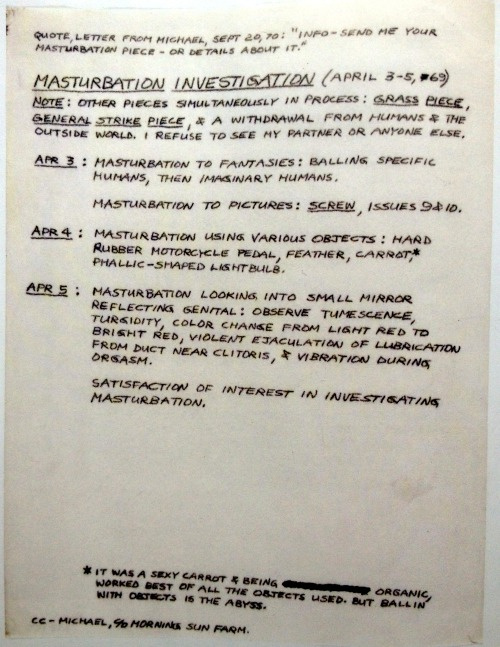 QUOTE, LETTER FROM MICHAEL, SEPT 20, 70: "INFO - SEND ME YOUR
MASTURBATION PIECE - OR DETAILS ABOUT IT."
MASTURBATION INVESTIGATION (APRIL 3-5, 69)
NOTE: OTHER PIECES SIMULTANEOUSLY IN PROCESS: GRASS PIECE,
GENERAL STRIKE PIECE, & A WITHDRAWAL FROM HUMANS & THE
OUTSIDE WORLD. I REFUSE TO SEE MY PARTNER OR ANYONE ELSE.
APR 3: MASTURBATION TO FANTASIES: BALLING SPECIFIC
HUMANS, THEN IMAGINARY HUMANS.
MASTURBATION TO PICTURES: SCREW, ISSUES 9 & 10.
APR 4: MASTURBATION USING VARIOUS OBJECTS: HARD
RUBBER MOTORCYCLE PEDAL, FEATHER, CARROT,*
PHALLIC-SHAPED LIGHTBULB.
APR 5: MASTURBATION LOOKING INTO SMALL MIRROR
REFLECTING GENITAL: OBSERVE TUMESCENCE,
TURGIDITY, COLOR CHANGE FROM LIGHT RED TO
BRIGHT RED, VIOLENT EJACULATION OF LUBRICATION
FROM DUCT NEAR CLITORIS, & VIBRATION DURING
ORGASM.
SATISFACTION OF INTEREST IN INVESTIGATING
MASTURBATION.
* IT WAS A SEXY CARROT & BEING ORGANIC,
WORKED BEST OF ALL THE OBJECTS USED. BUT BALLIN
WITH OBJECTS IS THE ABYSS.
CC - MICHAEL, C/O MORNING SUN FARM.